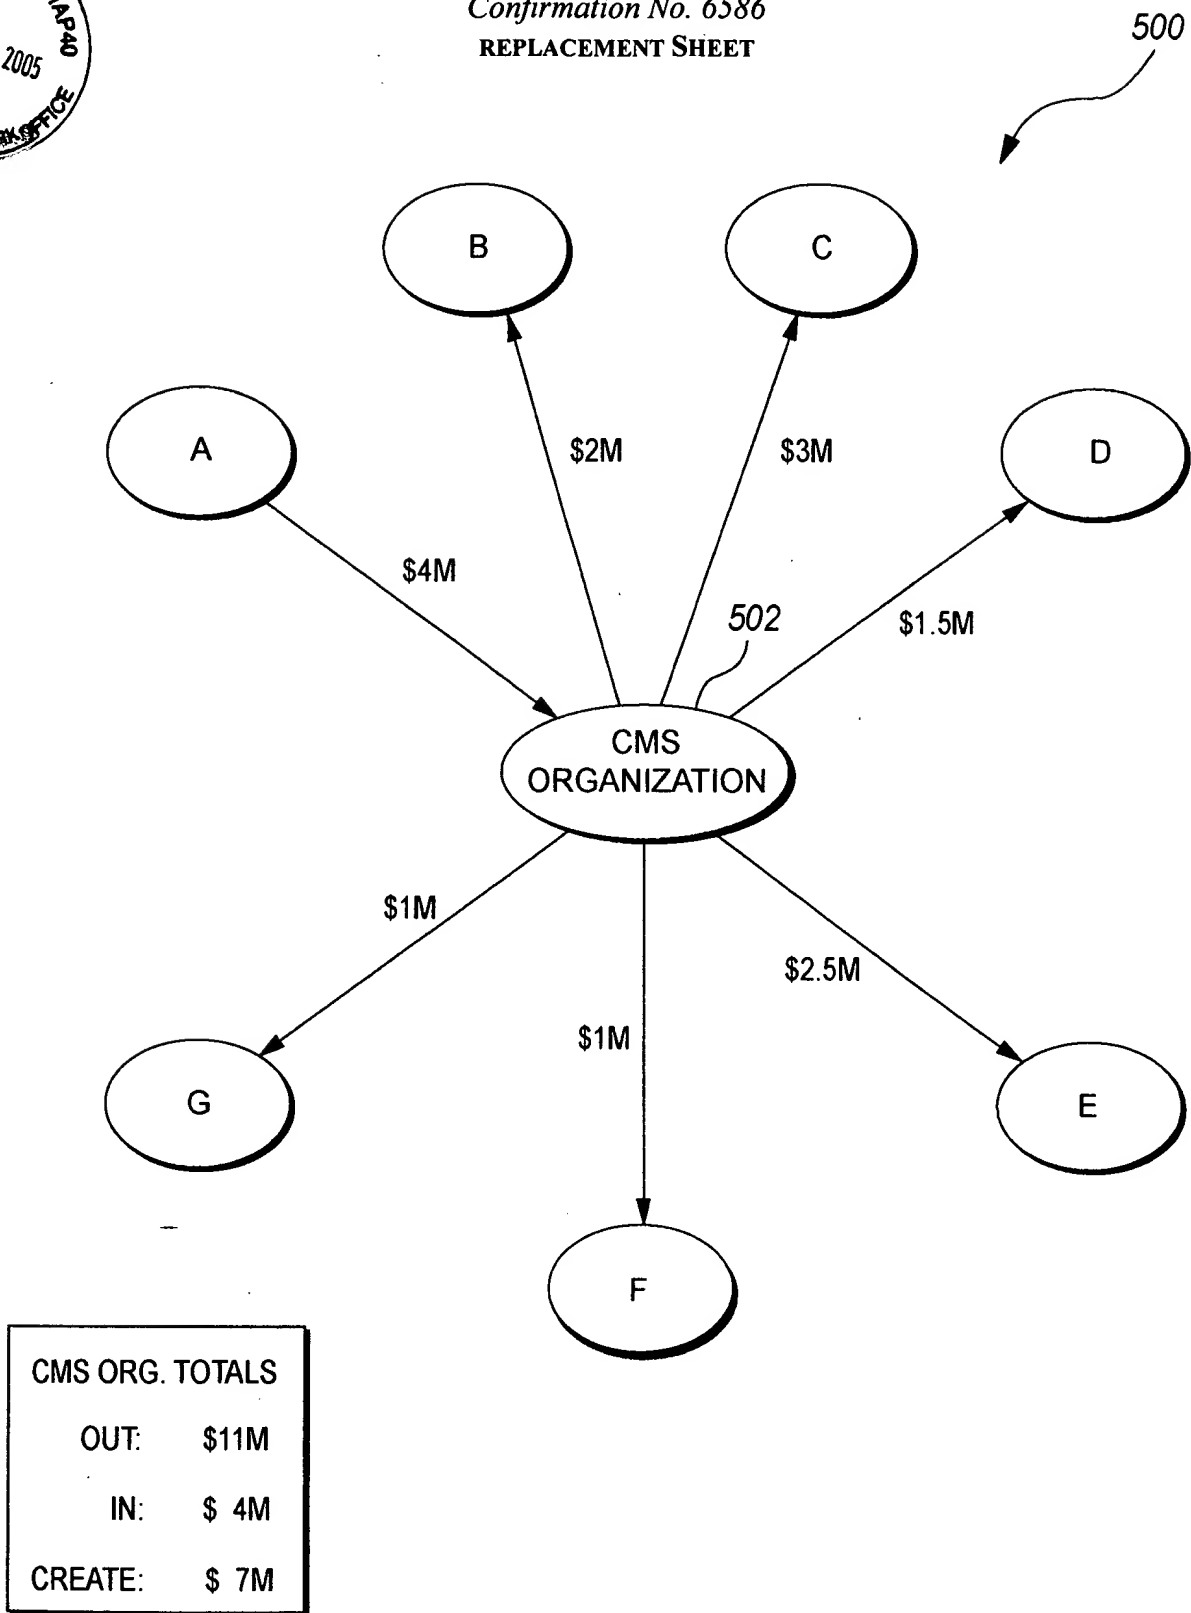 Confirmation No. 6586
REPLACEMENT SHEET
500
2005
B
C
A
$2M
$3M
D
$4M
502
$1.5M
CMS
ORGANIZATION
$1M
$2.5M
$1M
G
E
F
CMS ORG. TOTALS
OUT: $11M
IN: $ 4M
CREATE: $ 7M